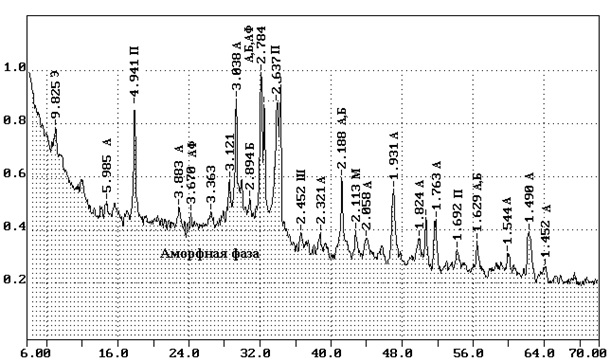 1.0
0.8
0.6
0.4
0.2
9.825 Э
5.985 А
4.941 П
3.883 А
3.670 АФ
3.363
3.121
3.038 А
2.894 Б
А,Б,АФ
2.784
2.637 П
2.452 Ш
2.321 А
2.188 А,Б
2.113 М
2.058 А
1.931 А
1.824 А
1.763 А
1.692 П
1.629 А,Б
1.544 А
1.490 А
1.452 А
Аморфная фаза
6.00 16.0 24.0 32.0 40.0 48.0 56.0 64.0 70.00